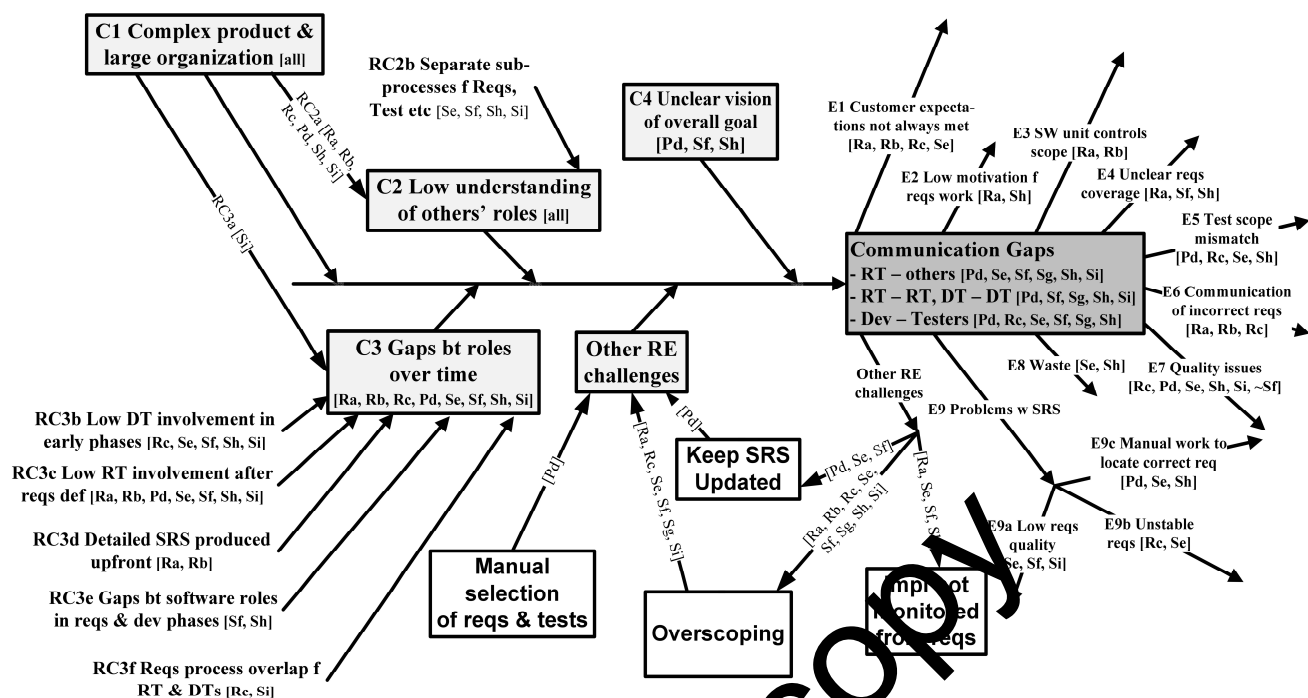 C1 Complex product &
large organization [all]
RC2a [Ra, Rb,
Rc, Pd, Sh, Si]
RC3a [Si]
RC2b Separate sub-
processes f Reqs,
Test etc [Se, Sf, Sh, Si]
C2 Low understanding
of others' roles [all]
C4 Unclear vision
of overall goal
[Pd, Sf, Sh]
E1 Customer expecta-
tions not always met
[Ra, Rb, Rc, Se]
E2 Low motivation f
reqs work [Ra, Sh]
E3 SW unit controls
scope [Ra, Rb]
E4 Unclear reqs
coverage [Ra, Sf, Sh]
E5 Test scope
mismatch
[Pd, Rc, Se, Sh]
Communication Gaps
- RT – others [Pd, Se, Sf, Sg, Sh, Si]
- RT – RT, DT – DT [Pd, Sf, Sg, Sh, Si]
- Dev – Testers [Pd, Rc, Se, Sf, Sg, Sh]
E6 Communication
of incorrect reqs
[Ra, Rb, Rc]
E7 Quality issues
[Rc, Pd, Se, Sh, Si, ~Sf]
E8 Waste [Se, Sh]
Other RE
challenges
E9 Problems w SRS
C3 Gaps bt roles
over time
[Ra, Rb, Rc, Pd, Se, Sf, Sh, Si]
Other RE
challenges
RC3b Low DT involvement in
early phases [Rc, Se, Sf, Sh, Si]
RC3c Low RT involvement after
reqs def [Ra, Rb, Pd, Se, Sf, Sh, Si]
RC3d Detailed SRS produced
upfront [Ra, Rb]
RC3e Gaps bt software roles
in reqs & dev phases [Sf, Sh]
RC3f Reqs process overlap f
RT & DTs [Rc, Si]
[Pd]
Manual
selection
of reqs & tests
[Ra, Rc, Se, Sf, Sg, Si]
[Pd]
Keep SRS
Updated
[Pd, Se, Sf]
[Ra, Rb, Rc, Se,
Sf, Sg, Sh, Si]
[Ra, Se, Sf,
Overscoping
from reqs
E9a Low reqs
quality
Se, Sf, Si]
E9b Unstable
reqs [Rc, Se]
E9c Manual work to
locate correct req
[Pd, Se, Sh]
copy